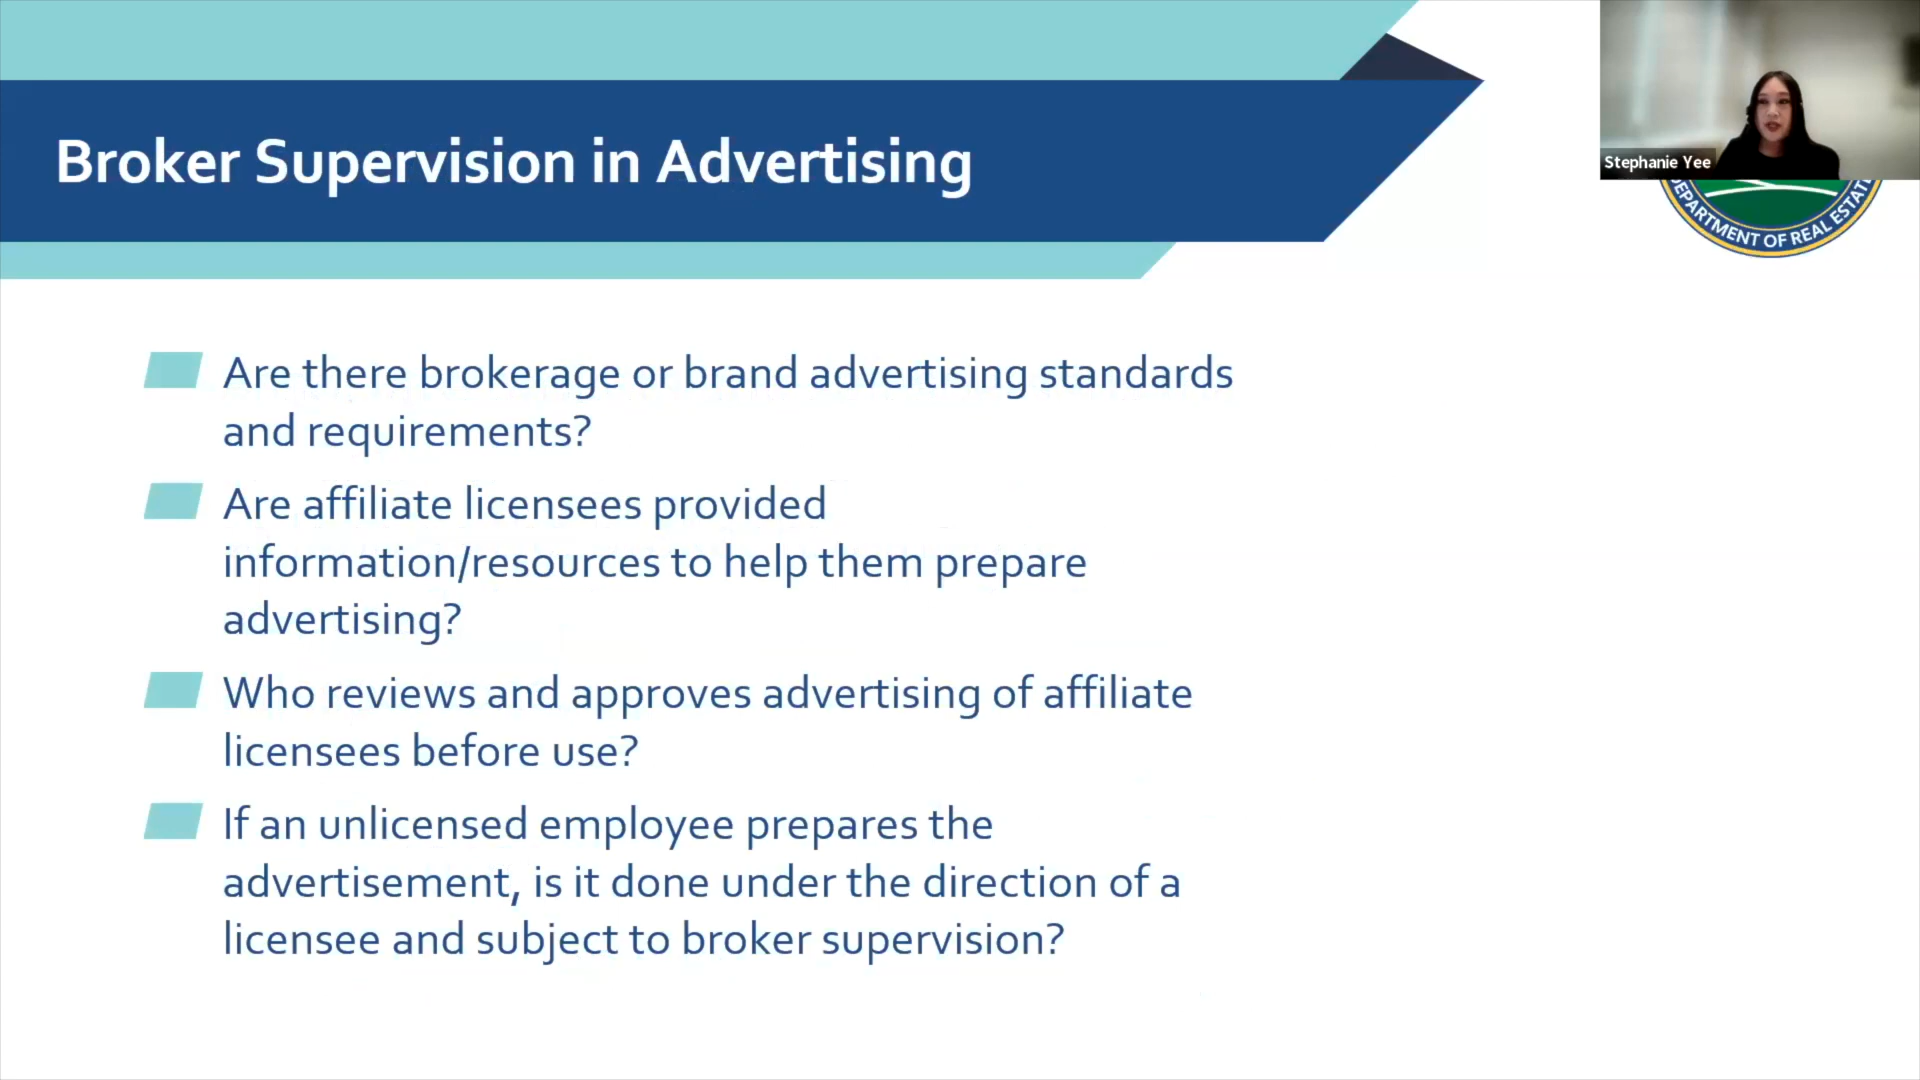 Broker Supervision in Advertising
Stephanie Yee
DEPARTMENT OF REAL ESTATE
Are there brokerage or brand advertising standards
and requirements?
Are affiliate licensees provided
information/resources to help them prepare
advertising?
Who reviews and approves advertising of affiliate
licensees before use?
If an unlicensed employee prepares the
advertisement, is it done under the direction of a
licensee and subject to broker supervision?